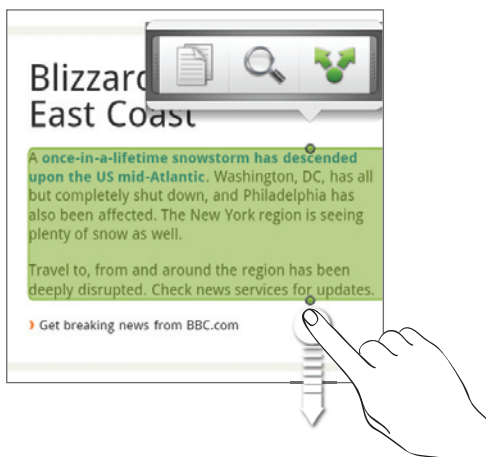 Blizzard
East Coast
A once-in-a-lifetime snowstorm has descended
upon the US mid-Atlantic. Washington, DC, has all
but completely shut down, and Philadelphia has
also been affected. The New York region is seeing
plenty of snow as well.
Travel to, from and around the region has been
deeply disrupted. Check news services for updates.
› Get breaking news from BBC.com